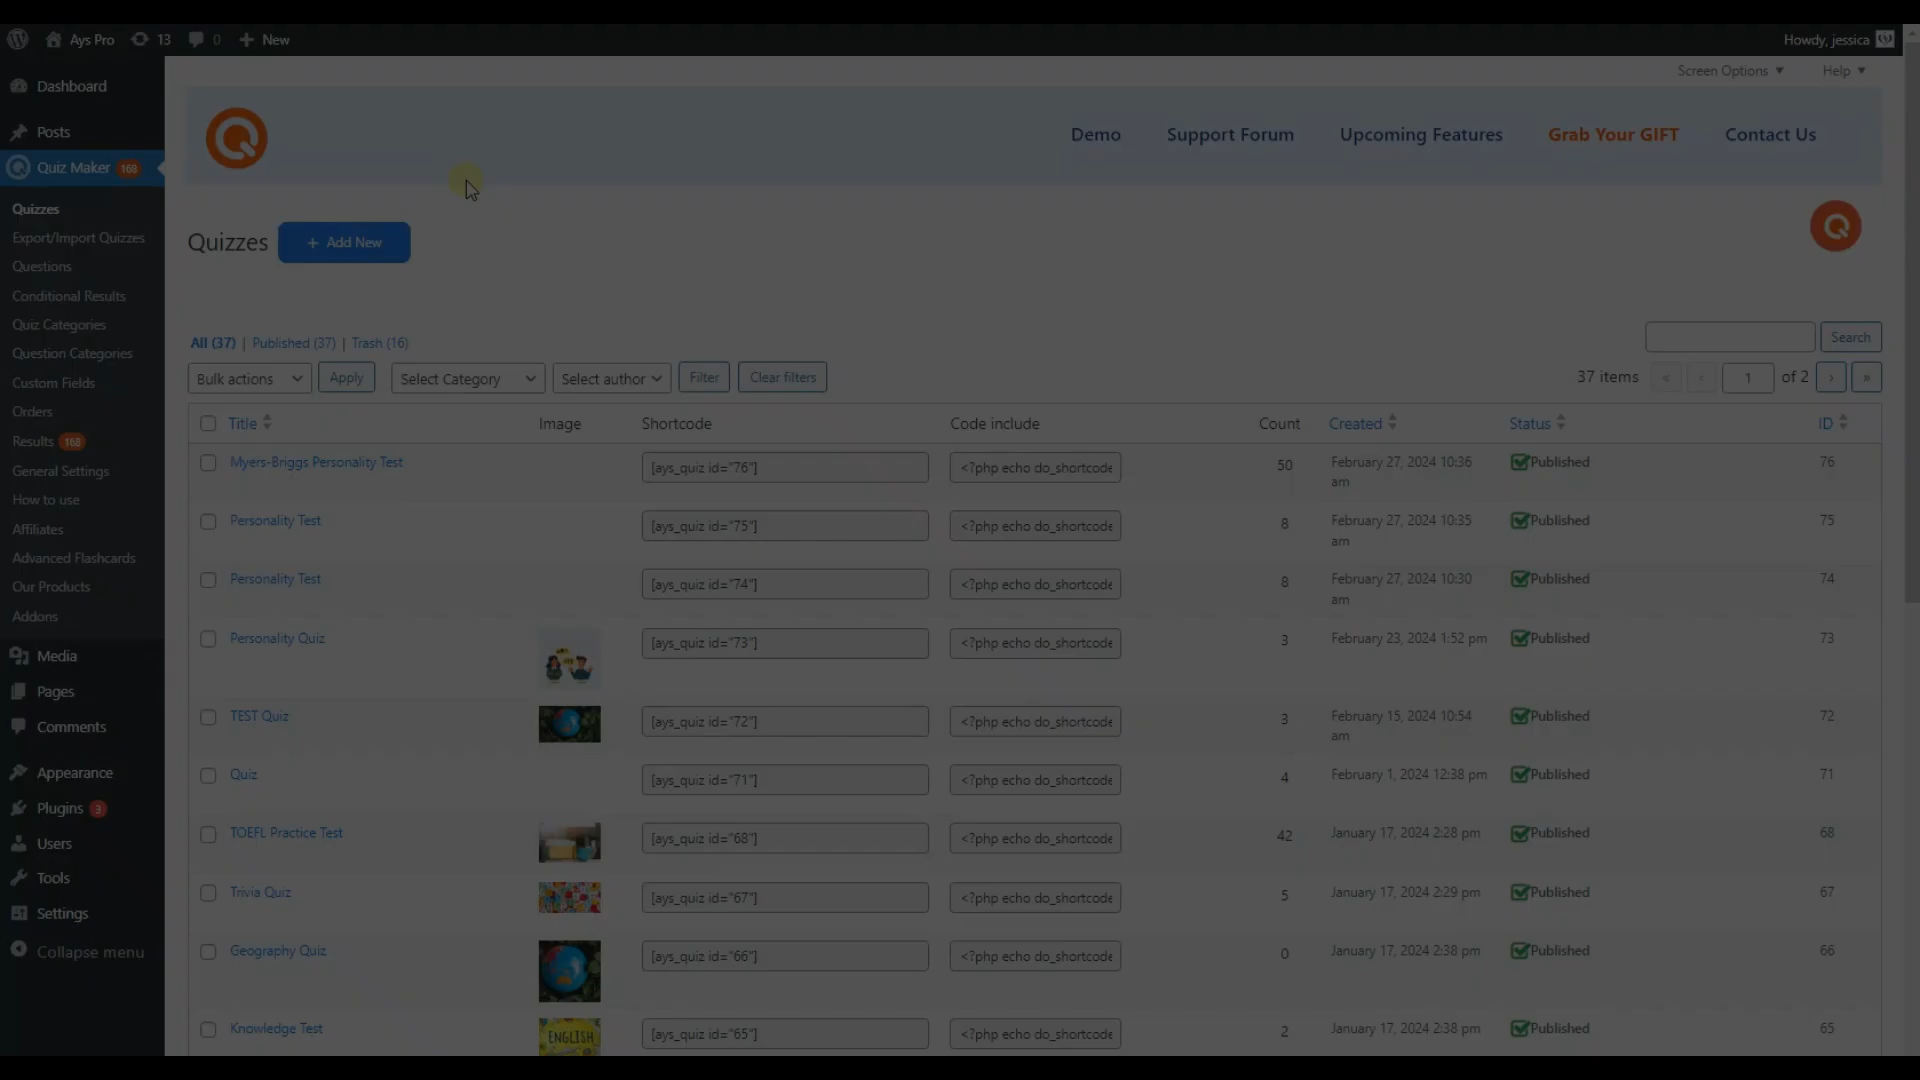 Ays Pro 13 0 + New Howdy, jessica
Screen Options Help
Dashboard
Posts
Quiz Maker 168
Quizzes
Export/Import Quizzes
Questions
Conditional Results
Quiz Categories
Question Categories
Custom Fields
Orders
Results 168
General Settings
How to use
Affiliates
Advanced Flashcards
Our Products
Addons
Media
Pages
Comments
Appearance
Plugins 3
Users
Tools
Settings
Collapse menu
Demo Support Forum Upcoming Features Grab Your GIFT Contact Us
Quizzes + Add New
All (37) | Published (37) | Trash (16) Search
Bulk actions Apply Select Category Select author Filter Clear filters 37 items « ‹ 1 of 2 › »
Title Image Shortcode Code include Count Created Status ID
Myers-Briggs Personality Test [ays_quiz id="76"] <?php echo do_shortcode 50 February 27, 2024 10:36 am Published 76
Personality Test [ays_quiz id="75"] <?php echo do_shortcode 8 February 27, 2024 10:35 am Published 75
Personality Test [ays_quiz id="74"] <?php echo do_shortcode 8 February 27, 2024 10:30 am Published 74
Personality Quiz [ays_quiz id="73"] <?php echo do_shortcode 3 February 23, 2024 1:52 pm Published 73
TEST Quiz [ays_quiz id="72"] <?php echo do_shortcode 3 February 15, 2024 10:54 am Published 72
Quiz [ays_quiz id="71"] <?php echo do_shortcode 4 February 1, 2024 12:38 pm Published 71
TOEFL Practice Test [ays_quiz id="68"] <?php echo do_shortcode 42 January 17, 2024 2:28 pm Published 68
Trivia Quiz [ays_quiz id="67"] <?php echo do_shortcode 5 January 17, 2024 2:29 pm Published 67
Geography Quiz [ays_quiz id="66"] <?php echo do_shortcode 0 January 17, 2024 2:38 pm Published 66
Knowledge Test ENGLISH [ays_quiz id="65"] <?php echo do_shortcode 2 January 17, 2024 2:38 pm Published 65